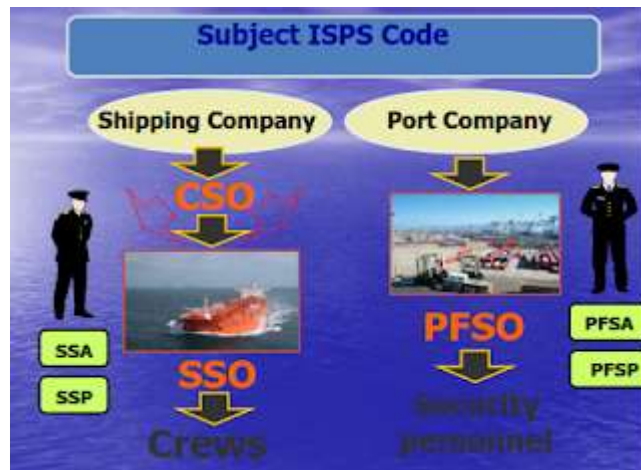 Subject ISPS Code
Shipping Company
CSO
SSO
Crews
SSA
SSP
Port Company
PFSO
Security
personnel
PFSA
PFSP